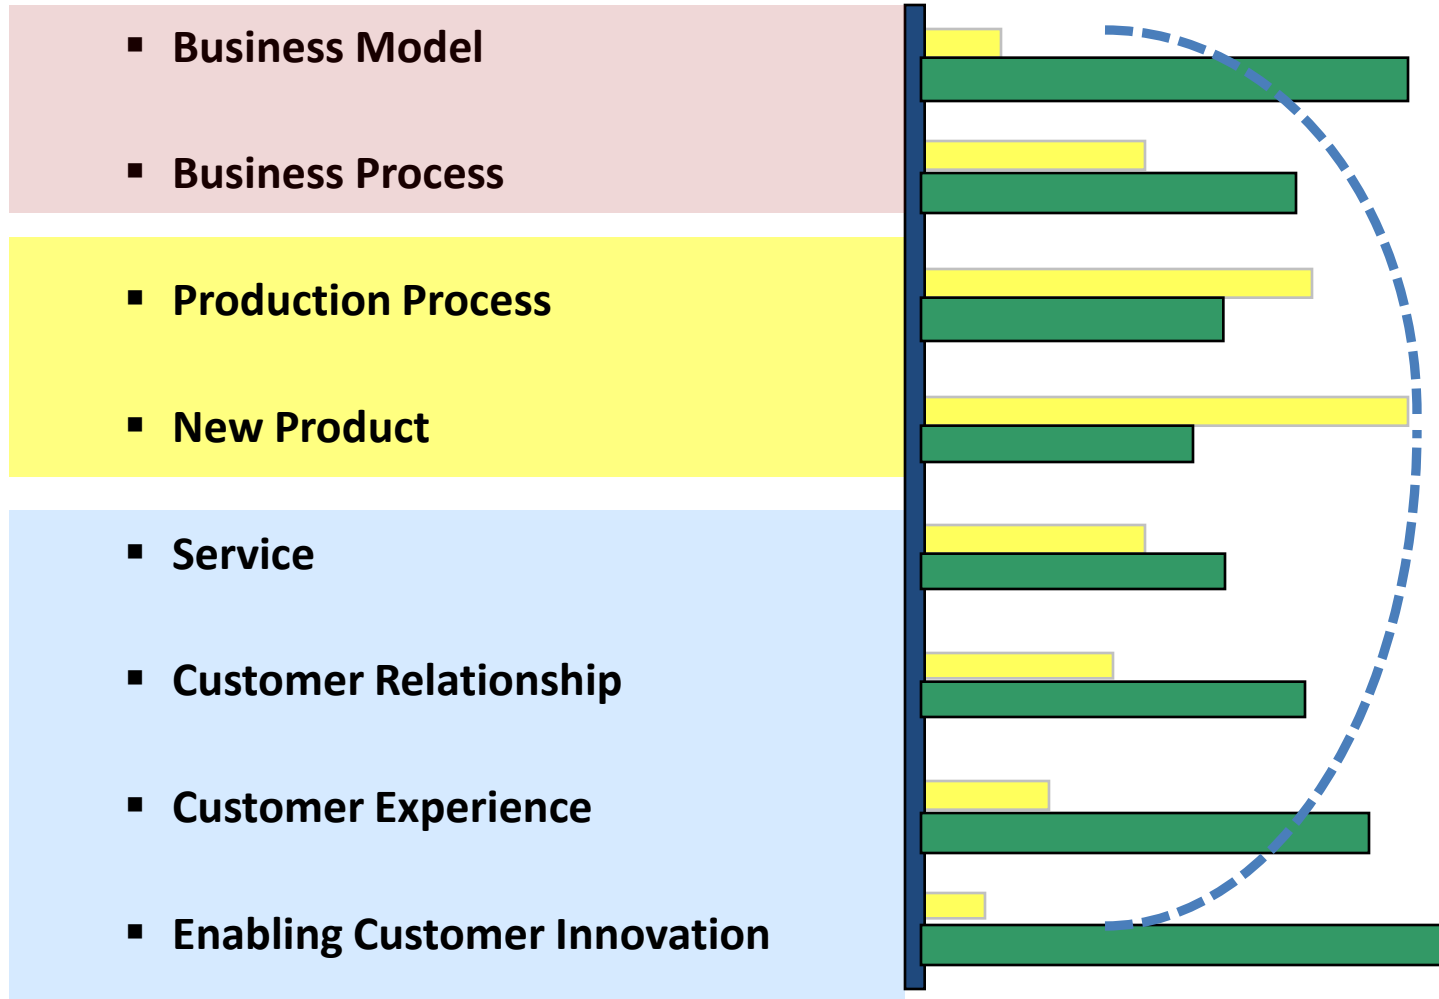 ▪ Business Model
▪ Business Process
▪ Production Process
▪ New Product
▪ Service
▪ Customer Relationship
▪ Customer Experience
▪ Enabling Customer Innovation